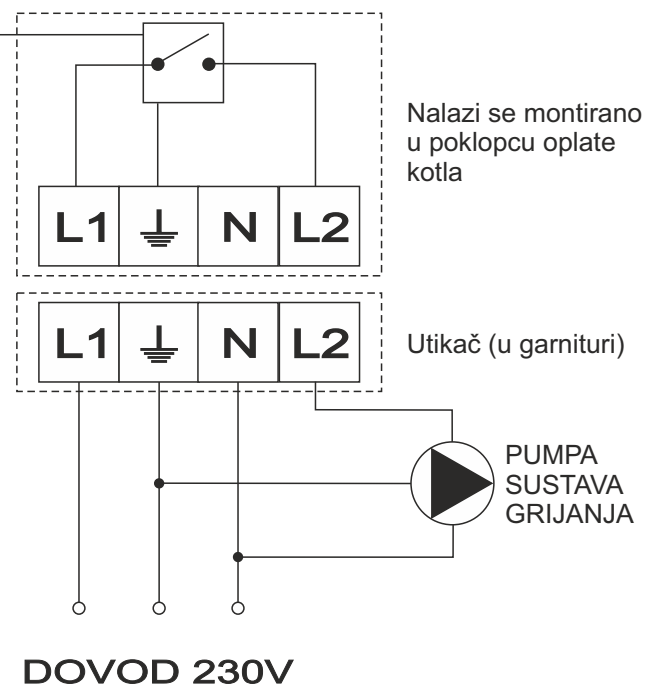 Nalazi se montirano
u poklopcu oplate
kotla
L1 ⏚ N L2
L1 ⏚ N L2
Utikač (u garnituri)
PUMPA
SUSTAVA
GRIJANJA
DOVOD 230V